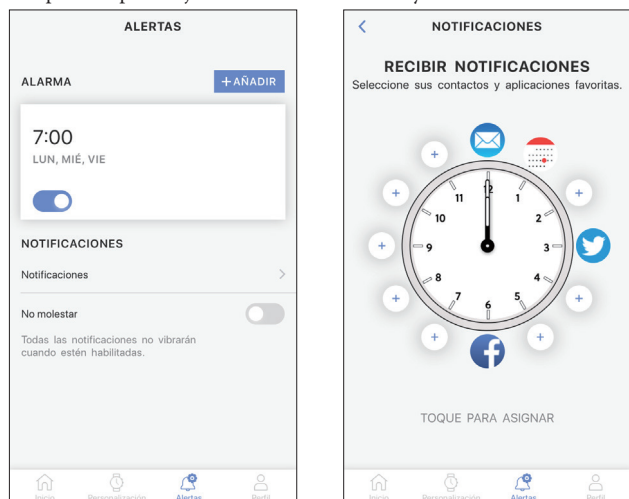 ALERTAS
ALARMA
+ AÑADIR
7:00
LUN, MIÉ, VIE
NOTIFICACIONES
Notificaciones
No molestar
Todas las notificaciones no vibrarán
cuando estén habilitadas.
Inicio
Personalización
Alertas
Perfil
NOTIFICACIONES
RECIBIR NOTIFICACIONES
Seleccione sus contactos y aplicaciones favoritas.
12
1
2
3
4
5
6
7
8
9
10
11
TOQUE PARA ASIGNAR
Inicio
Personalización
Alertas
Perfil